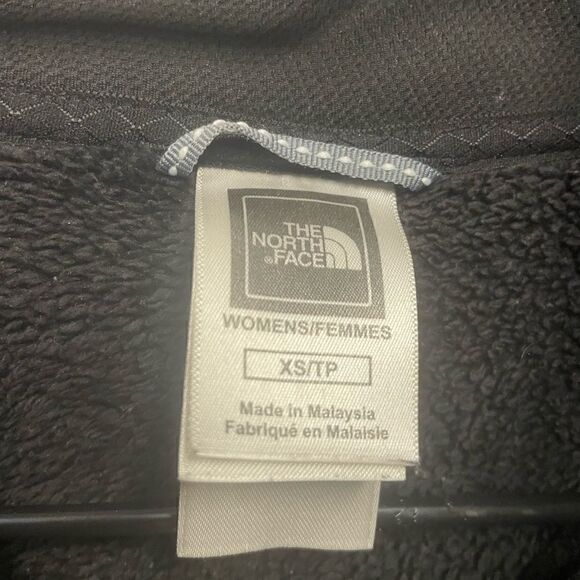 THE
NORTH
®FACE
WOMENS/FEMMES
XS/TP
Made in Malaysia
Fabriqué en Malaisie